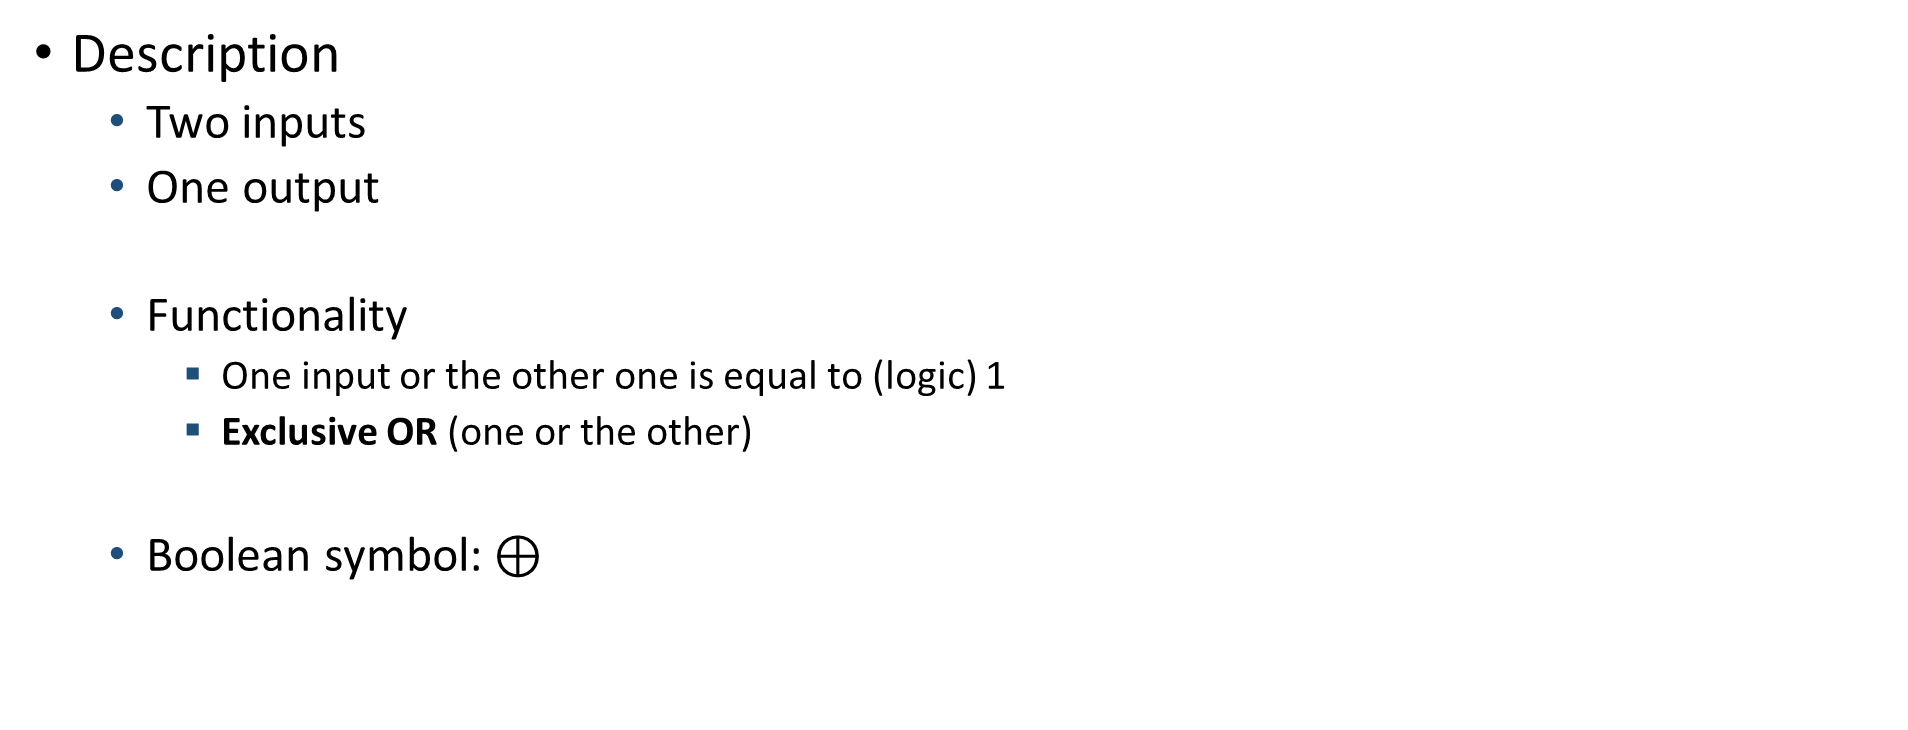 • Description
• Two inputs
• One output
• Functionality
▪ One input or the other one is equal to (logic) 1
▪ Exclusive OR (one or the other)
• Boolean symbol: ⊕